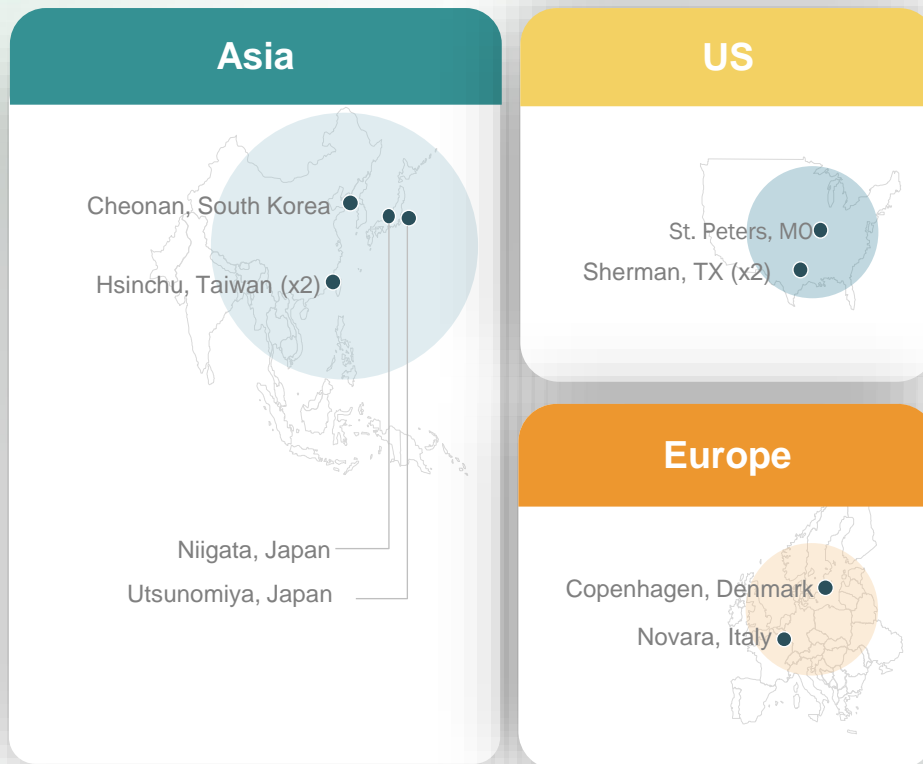 Asia
Cheonan, South Korea
Hsinchu, Taiwan (x2)
Niigata, Japan
Utsunomiya, Japan
US
St. Peters, MO
Sherman, TX (x2)
Europe
Copenhagen, Denmark
Novara, Italy